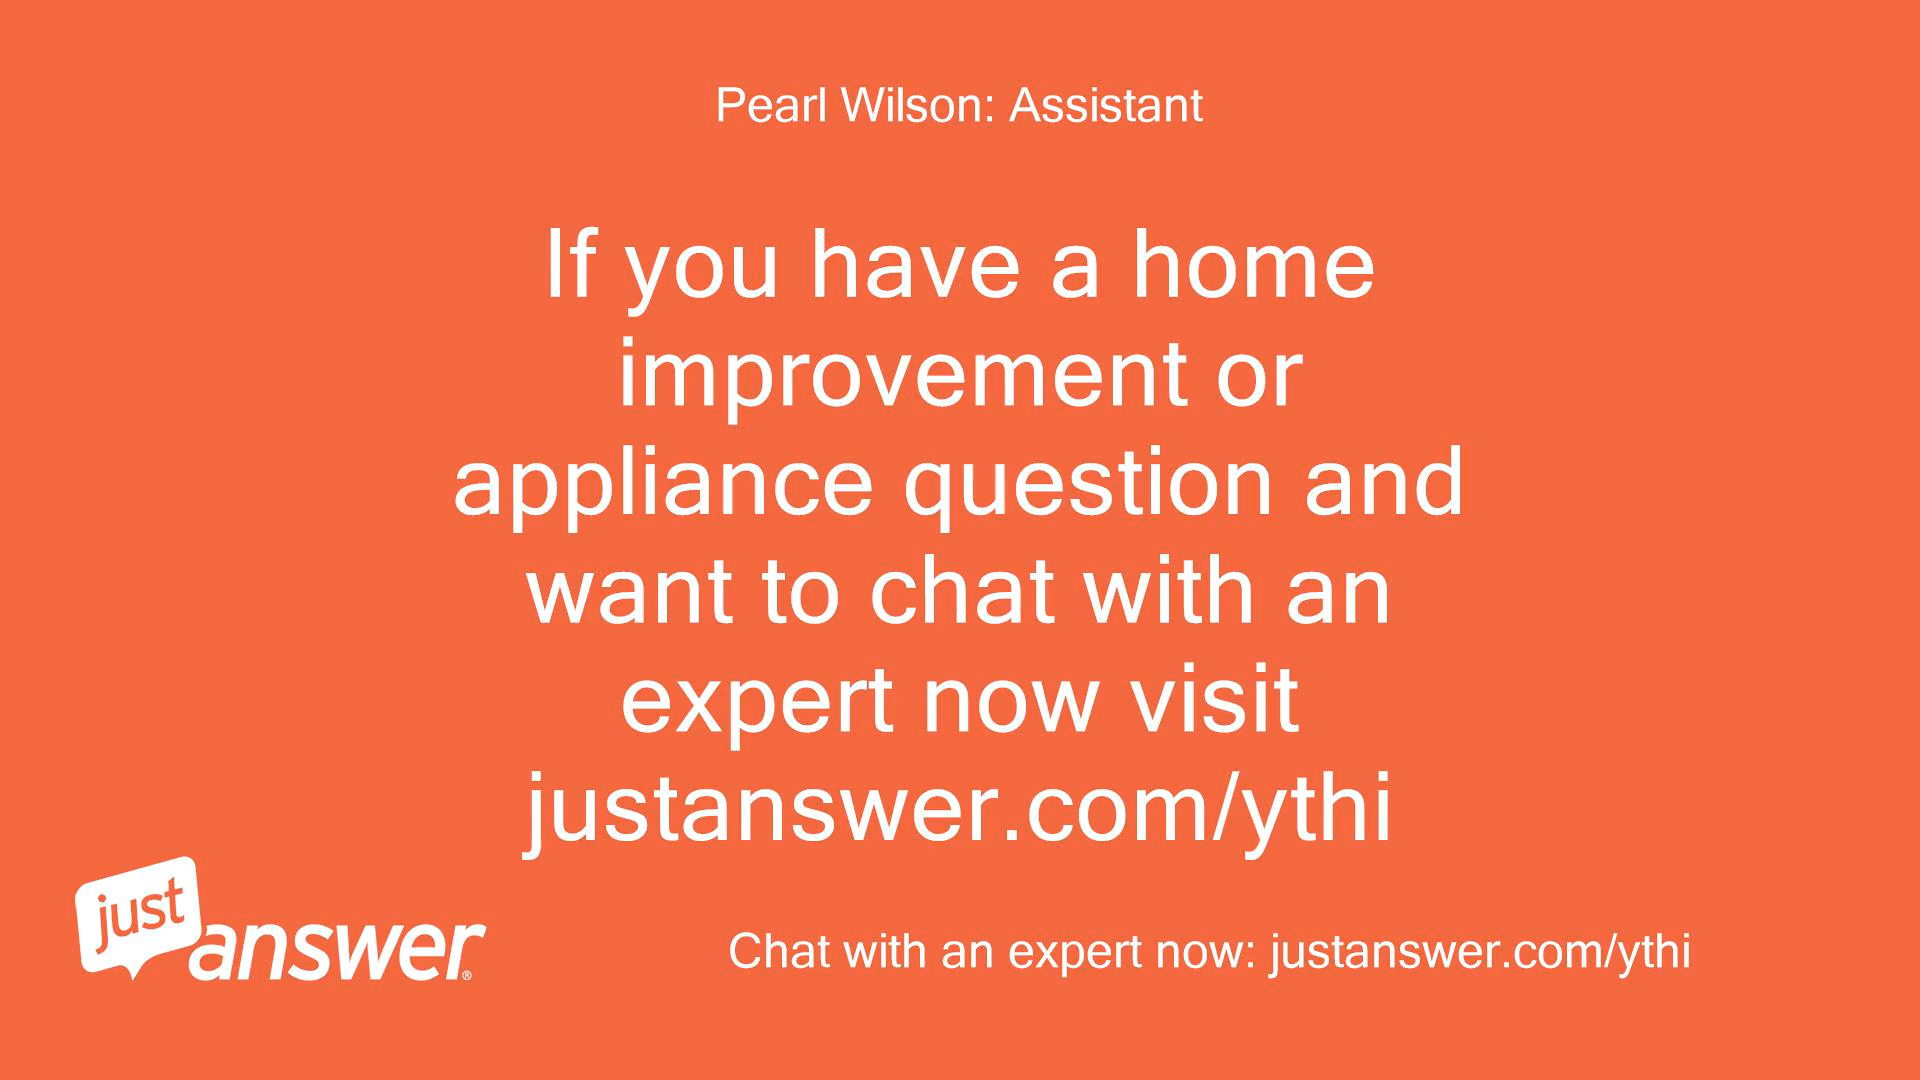 Pearl Wilson: Assistant
If you have a home
improvement or
appliance question and
want to chat with an
expert now visit
justanswer.com/ythi
just
answer®
Chat with an expert now: justanswer.com/ythi